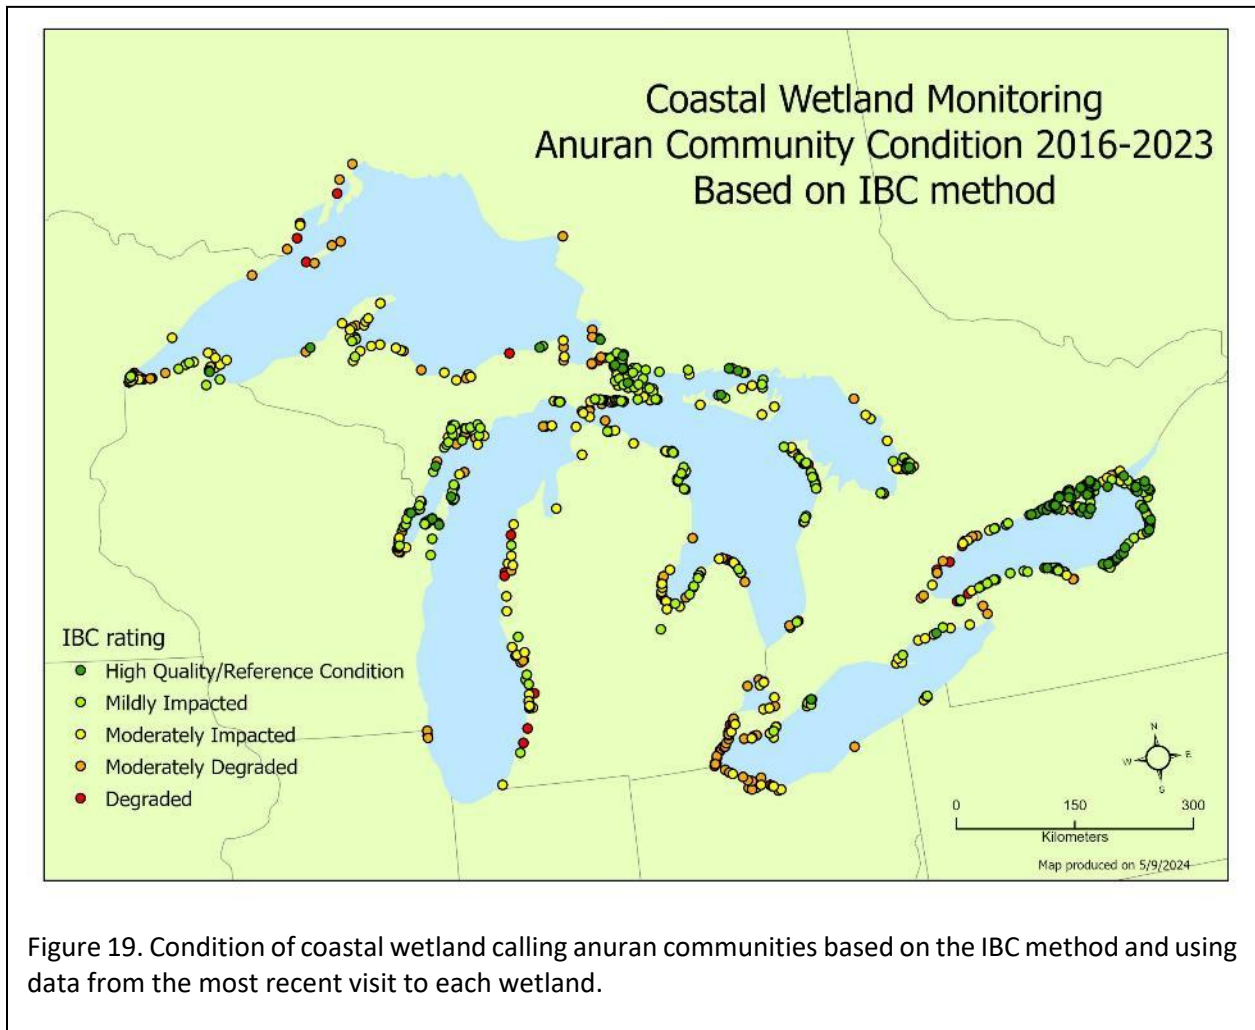 Coastal Wetland Monitoring
Anuran Community Condition 2016-2023
Based on IBC method
IBC rating
High Quality/Reference Condition
Mildly Impacted
Moderately Impacted
Moderately Degraded
Degraded
N
W E
S
0 150 300
Kilometers
Map produced on 5/9/2024
Figure 19. Condition of coastal wetland calling anuran communities based on the IBC method and using
data from the most recent visit to each wetland.